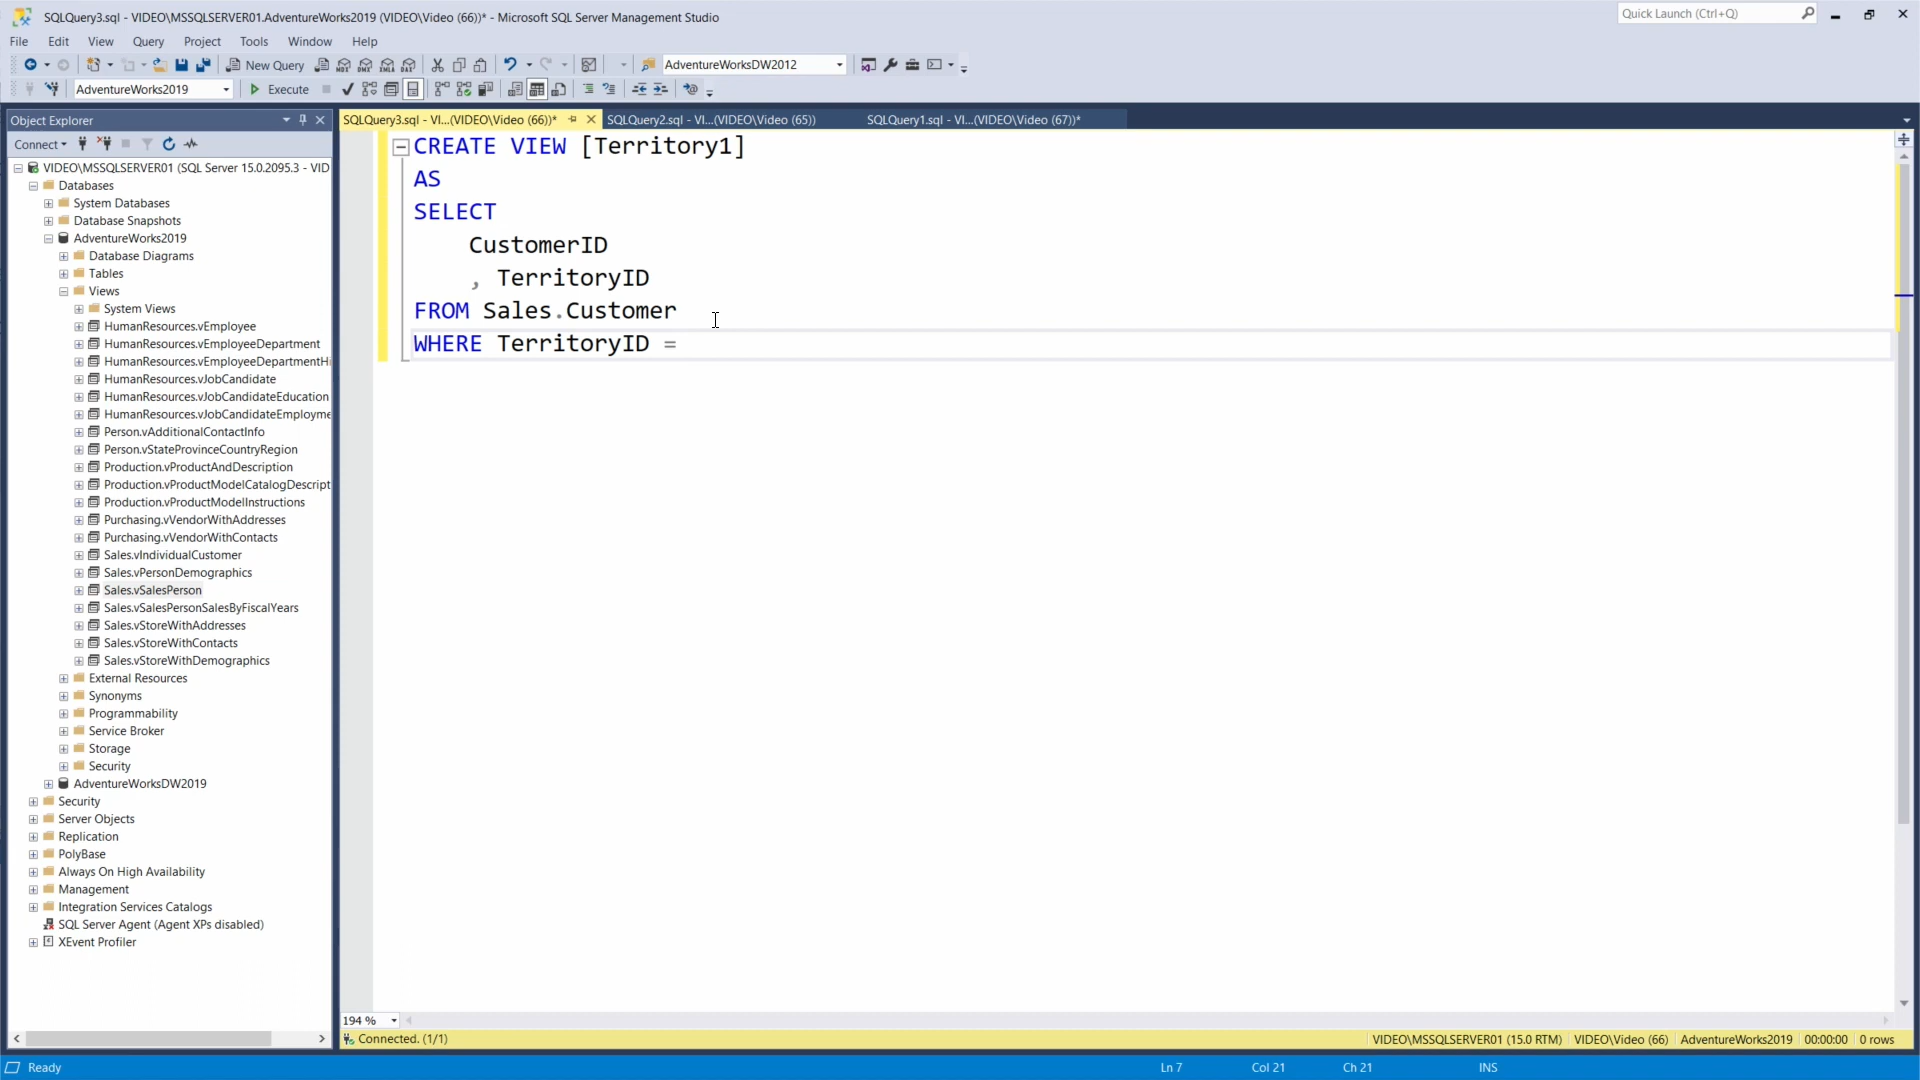 SQLQuery3.sql - VIDEO\MSSQLSERVER01.AdventureWorks2019 (VIDEO\Video (66))* - Microsoft SQL Server Management Studio
Quick Launch (Ctrl+Q)
File Edit View Query Project Tools Window Help
New Query
MDX DMX XMLA DAX
AdventureWorksDW2012
AdventureWorks2019
Execute
Object Explorer
SQLQuery3.sql - VI...(VIDEO\Video (66))*
SQLQuery2.sql - VI...(VIDEO\Video (65))
SQLQuery1.sql - VI...(VIDEO\Video (67))*
Connect
VIDEO\MSSQLSERVER01 (SQL Server 15.0.2095.3 - VID
Databases
System Databases
Database Snapshots
AdventureWorks2019
Database Diagrams
Tables
Views
System Views
HumanResources.vEmployee
HumanResources.vEmployeeDepartment
HumanResources.vEmployeeDepartmentHi
HumanResources.vJobCandidate
HumanResources.vJobCandidateEducation
HumanResources.vJobCandidateEmployme
Person.vAdditionalContactInfo
Person.vStateProvinceCountryRegion
Production.vProductAndDescription
Production.vProductModelCatalogDescript
Production.vProductModelInstructions
Purchasing.vVendorWithAddresses
Purchasing.vVendorWithContacts
Sales.vIndividualCustomer
Sales.vPersonDemographics
Sales.vSalesPerson
Sales.vSalesPersonSalesByFiscalYears
Sales.vStoreWithAddresses
Sales.vStoreWithContacts
Sales.vStoreWithDemographics
External Resources
Synonyms
Programmability
Service Broker
Storage
Security
AdventureWorksDW2019
Security
Server Objects
Replication
PolyBase
Always On High Availability
Management
Integration Services Catalogs
SQL Server Agent (Agent XPs disabled)
XEvent Profiler
CREATE VIEW [Territory1]
AS
SELECT
CustomerID
, TerritoryID
FROM Sales.Customer
WHERE TerritoryID =
194 %
Connected. (1/1)
VIDEO\MSSQLSERVER01 (15.0 RTM) VIDEO\Video (66) AdventureWorks2019 00:00:00 0 rows
Ready
Ln 7 Col 21 Ch 21 INS